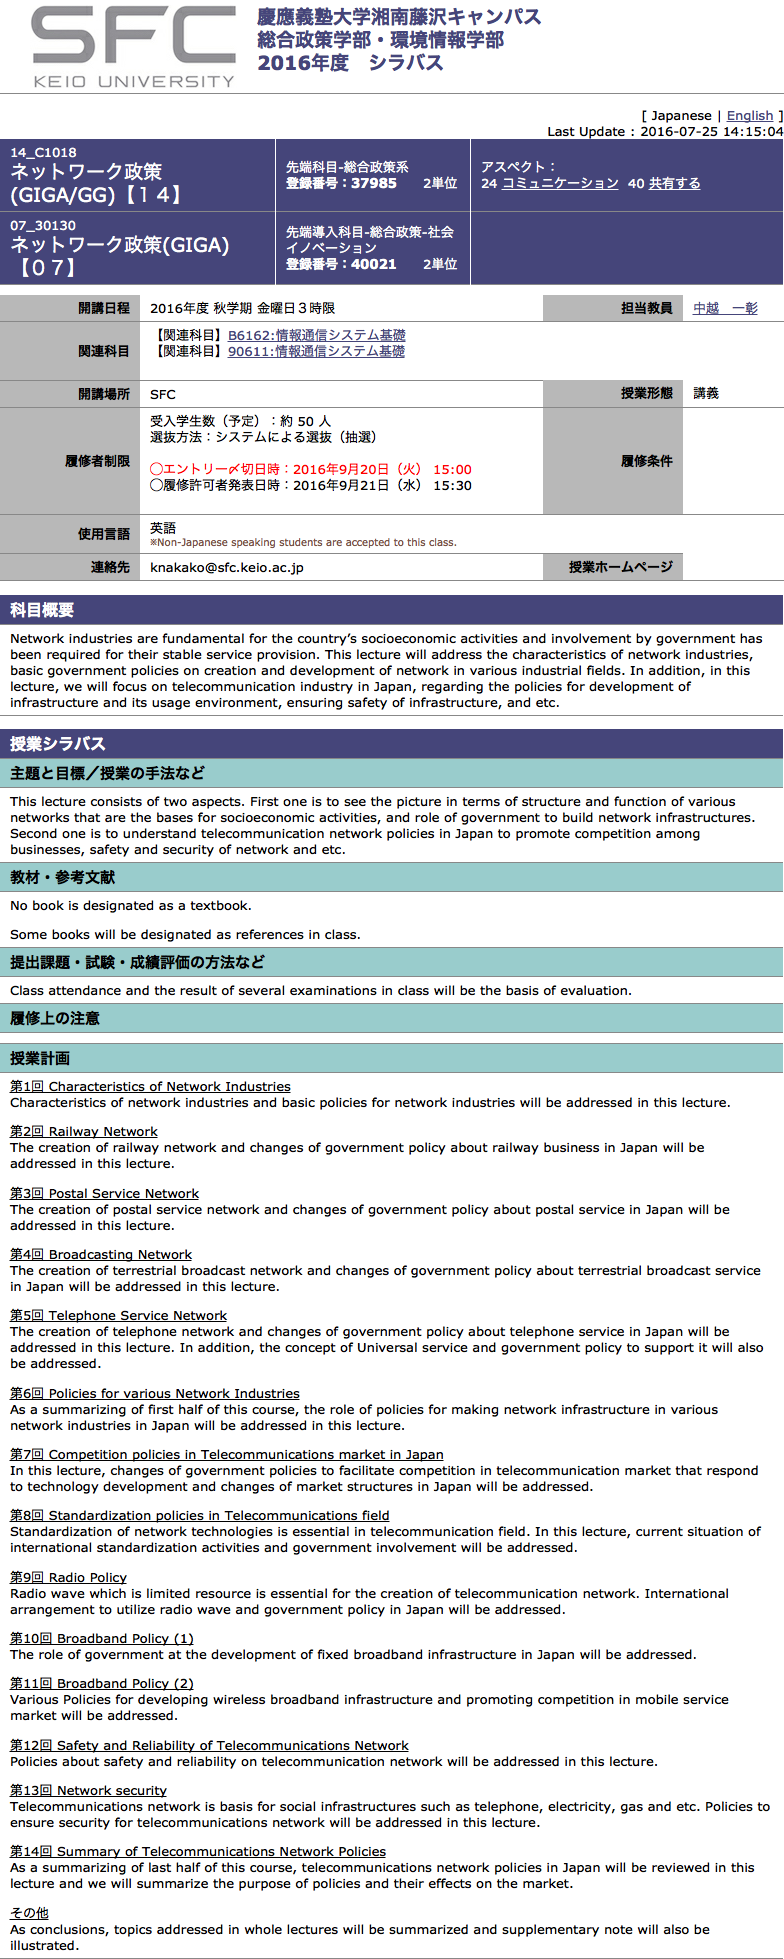 SFC
KEIO UNIVERSITY
慶應義塾大学湘南藤沢キャンパス
総合政策学部・環境情報学部
2016年度　シラバス
[ Japanese | English ]
Last Update : 2016-07-25 14:15:04
14_C1018
ネットワーク政策
(GIGA/GG)【１４】
先端科目-総合政策系
登録番号：37985 2単位
アスペクト：
24 コミュニケーション 40 共有する
07_30130
ネットワーク政策(GIGA)
【０７】
先端導入科目-総合政策-社会
イノベーション
登録番号：40021 2単位
開講日程 2016年度 秋学期 金曜日３時限 担当教員 中越　一彰
関連科目
【関連科目】B6162:情報通信システム基礎
【関連科目】90611:情報通信システム基礎
開講場所 SFC 授業形態 講義
履修者制限
受入学生数（予定）：約 50 人
選抜方法：システムによる選抜（抽選）
◯エントリー〆切日時：2016年9月20日（火） 15:00
◯履修許可者発表日時：2016年9月21日（水） 15:30
履修条件
使用言語 英語
※Non-Japanese speaking students are accepted to this class.
連絡先 knakako@sfc.keio.ac.jp 授業ホームページ
科目概要
Network industries are fundamental for the country’s socioeconomic activities and involvement by government has
been required for their stable service provision. This lecture will address the characteristics of network industries,
basic government policies on creation and development of network in various industrial fields. In addition, in this
lecture, we will focus on telecommunication industry in Japan, regarding the policies for development of
infrastructure and its usage environment, ensuring safety of infrastructure, and etc.
授業シラバス
主題と目標／授業の手法など
This lecture consists of two aspects. First one is to see the picture in terms of structure and function of various
networks that are the bases for socioeconomic activities, and role of government to build network infrastructures.
Second one is to understand telecommunication network policies in Japan to promote competition among
businesses, safety and security of network and etc.
教材・参考文献
No book is designated as a textbook.
Some books will be designated as references in class.
提出課題・試験・成績評価の方法など
Class attendance and the result of several examinations in class will be the basis of evaluation.
履修上の注意
授業計画
第1回 Characteristics of Network Industries
Characteristics of network industries and basic policies for network industries will be addressed in this lecture.
第2回 Railway Network
The creation of railway network and changes of government policy about railway business in Japan will be
addressed in this lecture.
第3回 Postal Service Network
The creation of postal service network and changes of government policy about postal service in Japan will be
addressed in this lecture.
第4回 Broadcasting Network
The creation of terrestrial broadcast network and changes of government policy about terrestrial broadcast service
in Japan will be addressed in this lecture.
第5回 Telephone Service Network
The creation of telephone network and changes of government policy about telephone service in Japan will be
addressed in this lecture. In addition, the concept of Universal service and government policy to support it will also
be addressed.
第6回 Policies for various Network Industries
As a summarizing of first half of this course, the role of policies for making network infrastructure in various
network industries in Japan will be addressed in this lecture.
第7回 Competition policies in Telecommunications market in Japan
In this lecture, changes of government policies to facilitate competition in telecommunication market that respond
to technology development and changes of market structures in Japan will be addressed.
第8回 Standardization policies in Telecommunications field
Standardization of network technologies is essential in telecommunication field. In this lecture, current situation of
international standardization activities and government involvement will be addressed.
第9回 Radio Policy
Radio wave which is limited resource is essential for the creation of telecommunication network. International
arrangement to utilize radio wave and government policy in Japan will be addressed.
第10回 Broadband Policy (1)
The role of government at the development of fixed broadband infrastructure in Japan will be addressed.
第11回 Broadband Policy (2)
Various Policies for developing wireless broadband infrastructure and promoting competition in mobile service
market will be addressed.
第12回 Safety and Reliability of Telecommunications Network
Policies about safety and reliability on telecommunication network will be addressed in this lecture.
第13回 Network security
Telecommunications network is basis for social infrastructures such as telephone, electricity, gas and etc. Policies to
ensure security for telecommunications network will be addressed in this lecture.
第14回 Summary of Telecommunications Network Policies
As a summarizing of last half of this course, telecommunications network policies in Japan will be reviewed in this
lecture and we will summarize the purpose of policies and their effects on the market.
その他
As conclusions, topics addressed in whole lectures will be summarized and supplementary note will also be
illustrated.